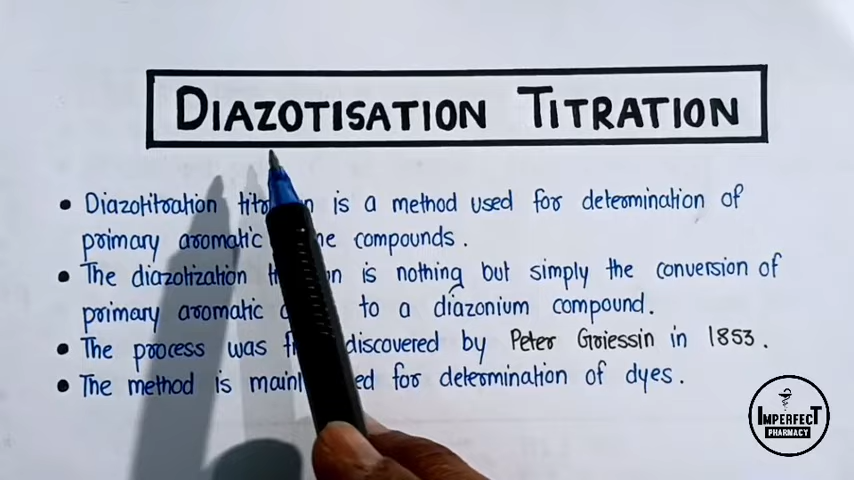 DIAZOTISATION TITRATION
• Diazotitration is a method used for determination of
primary aromatic compounds.
• The diazotization is nothing but simply the conversion of
primary aromatic to a diazonium compound.
• The process was discovered by Peter Griessin in 1853.
• The method is for determination of dyes.
IMPERFECT
PHARMACY